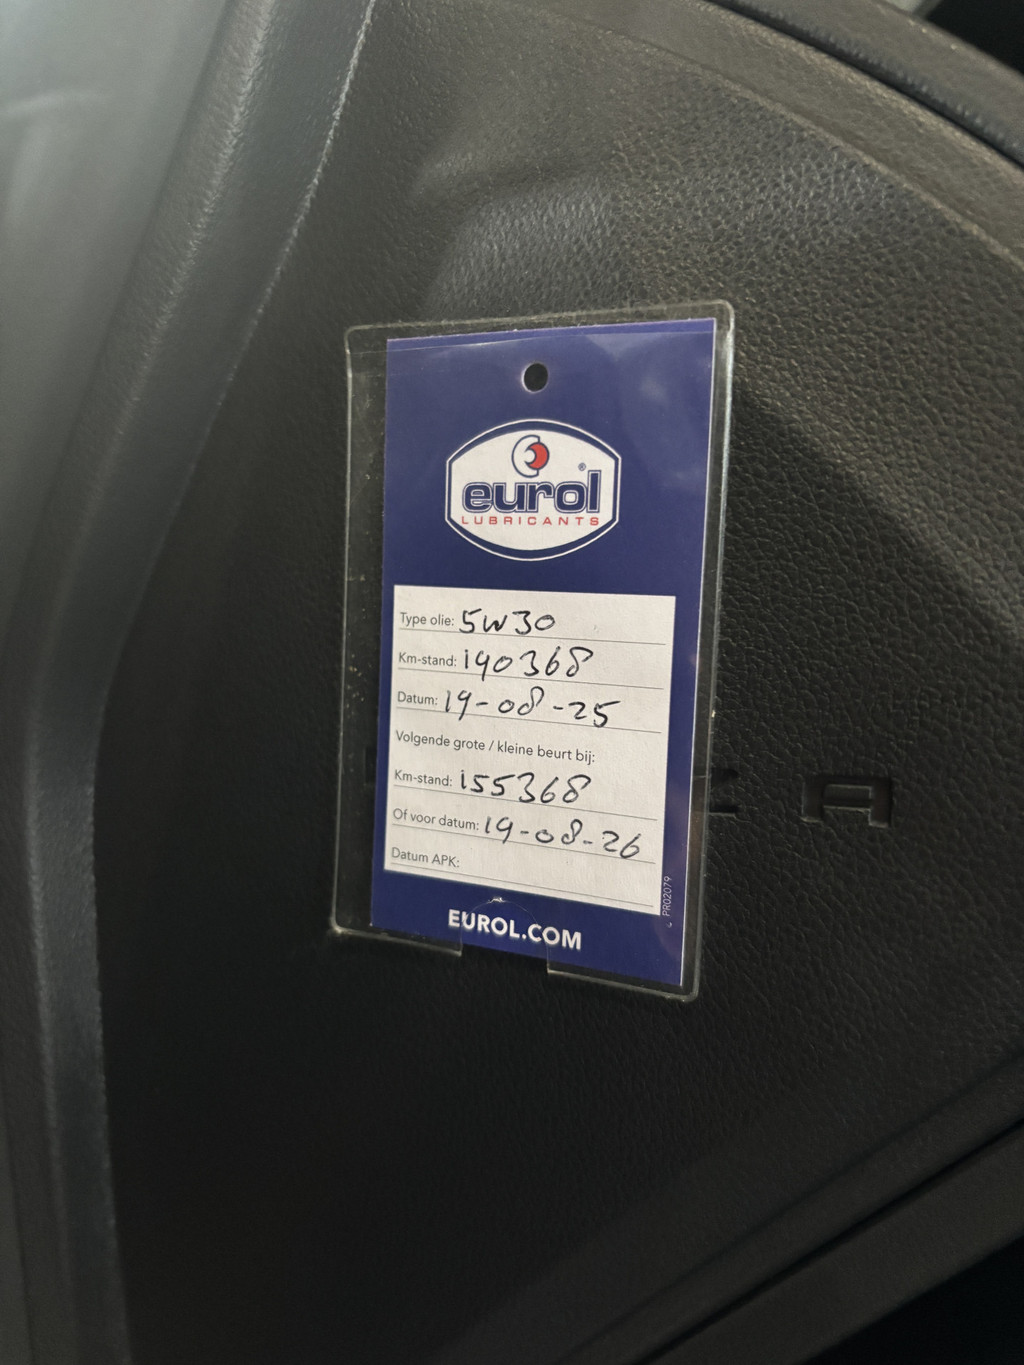 eurol®
LUBRICANTS
Type olie: 5W30
Km-stand: 140368
Datum: 19-08-25
Volgende grote / kleine beurt bij:
Km-stand: 155368
Of voor datum: 19-08-26
Datum APK:
EUROL.COM
PR02079